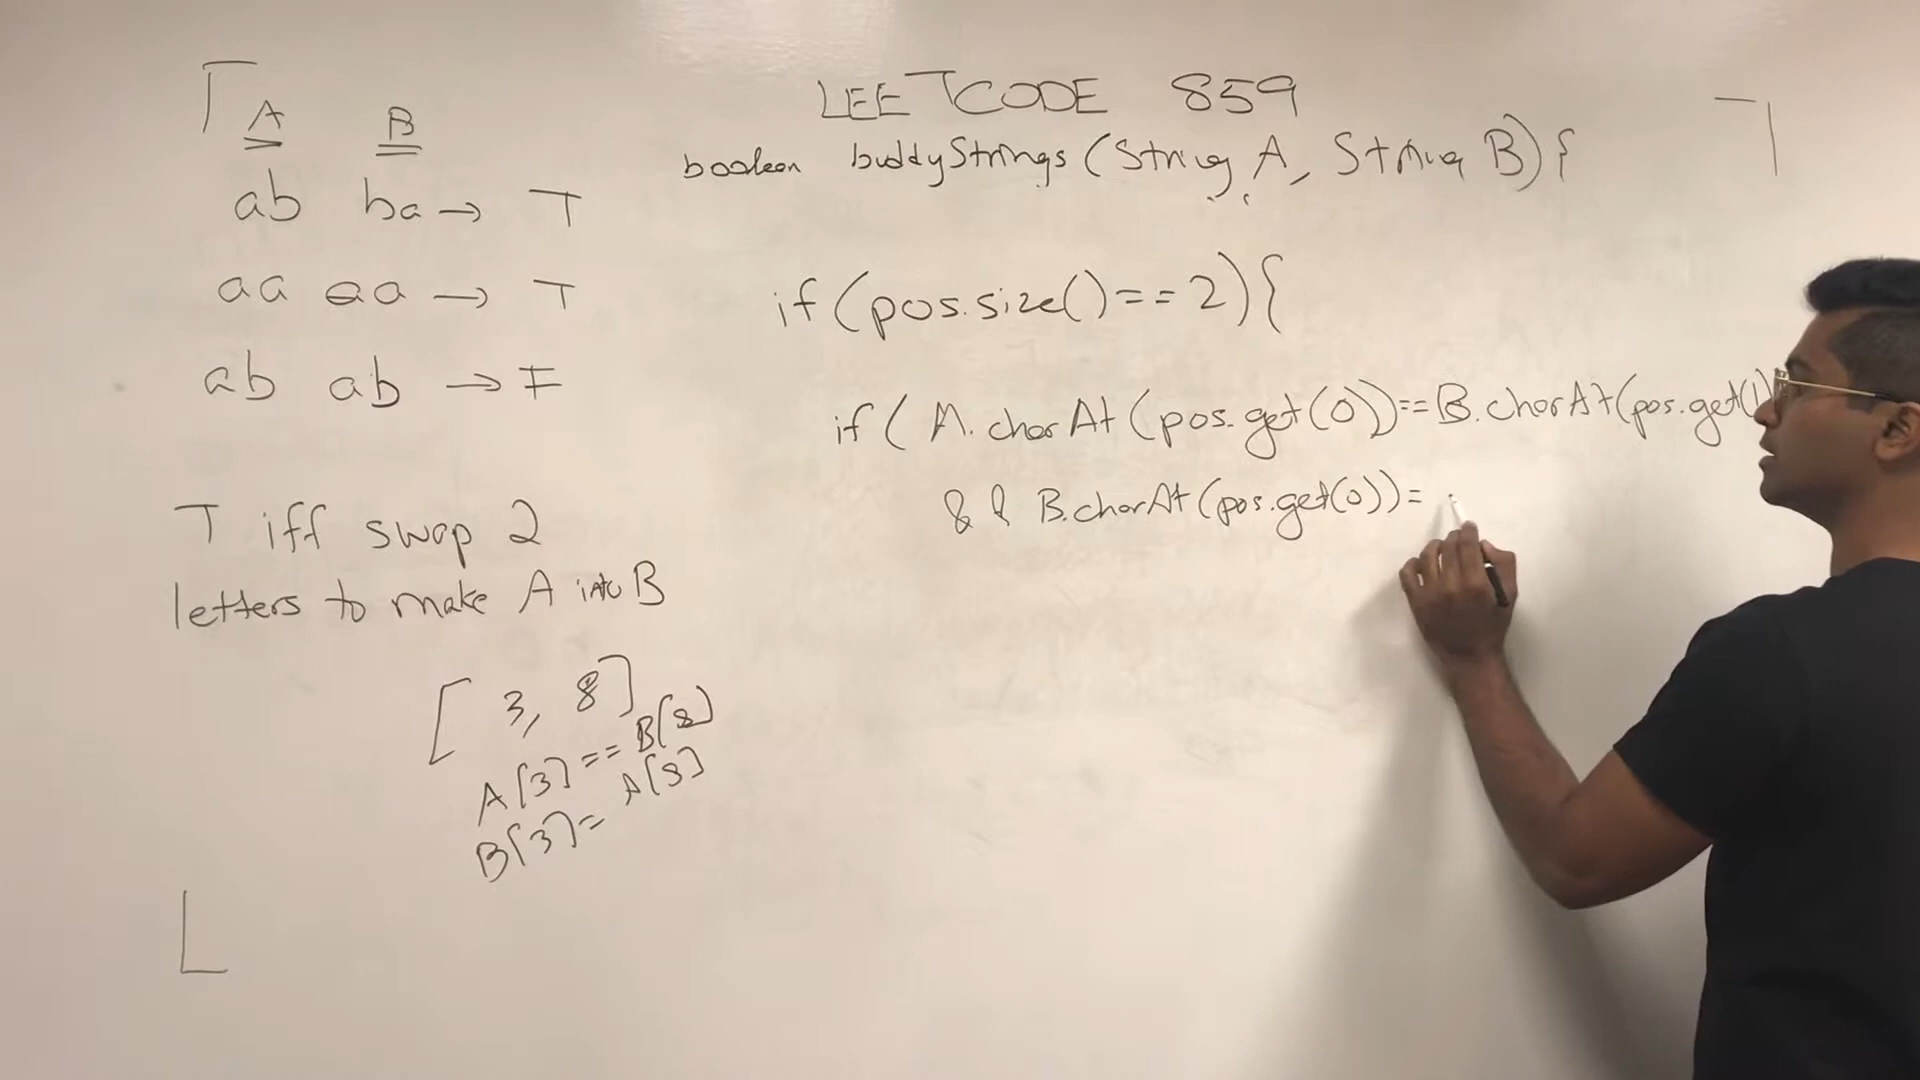 LEETCODE 859
boolean buddyStrings(String A, String B){
A B
ab ba → T
aa aa → T
ab ab → F
T iff swap 2
letters to make A into B
[ 3, 8]
A[3] == B[8]
B[3] = A[8]
if(pos.size()==2){
if( A.charAt(pos.get(0))==B.charAt(pos.get(1)
&& B.charAt(pos.get(0))=